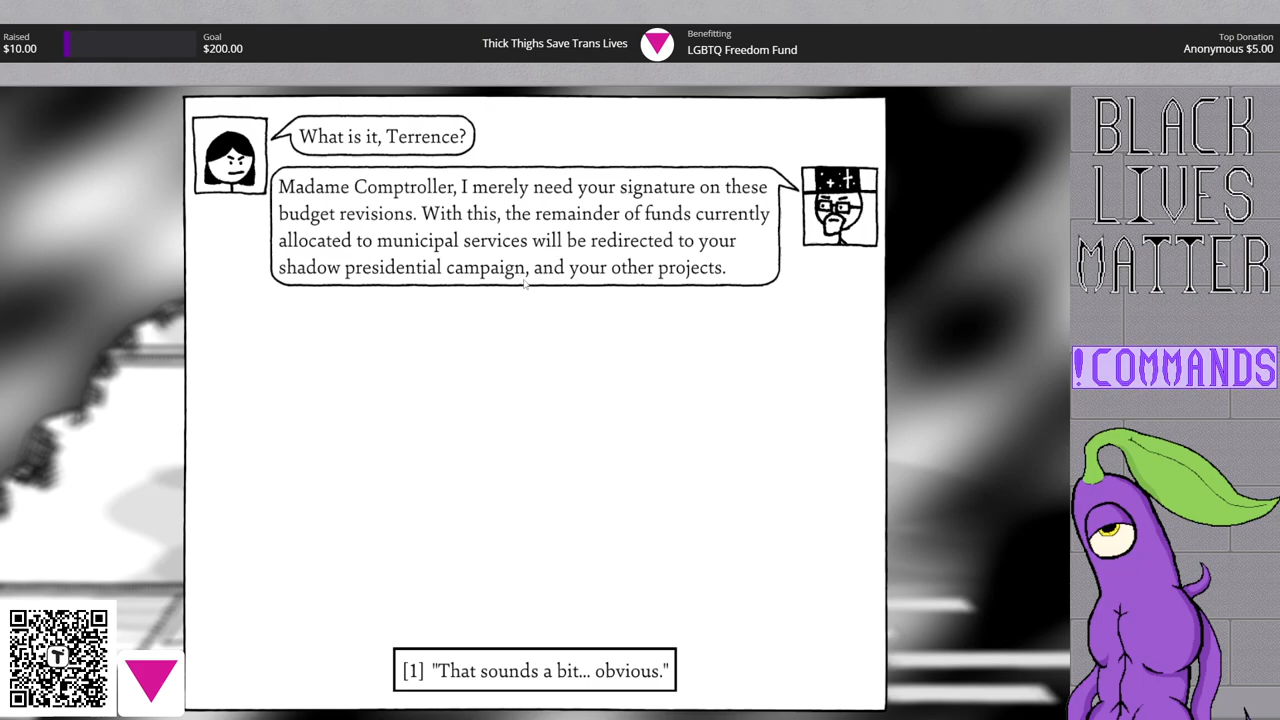 Raised
$10.00
Goal
$200.00
Thick Thighs Save Trans Lives
Benefitting
LGBTQ Freedom Fund
Top Donation
Anonymous $5.00
What is it, Terrence?
Madame Comptroller, I merely need your signature on these
budget revisions. With this, the remainder of funds currently
allocated to municipal services will be redirected to your
shadow presidential campaign, and your other projects.
[1] "That sounds a bit... obvious."
BLACK
LIVES
MATTER
!COMMANDS
T